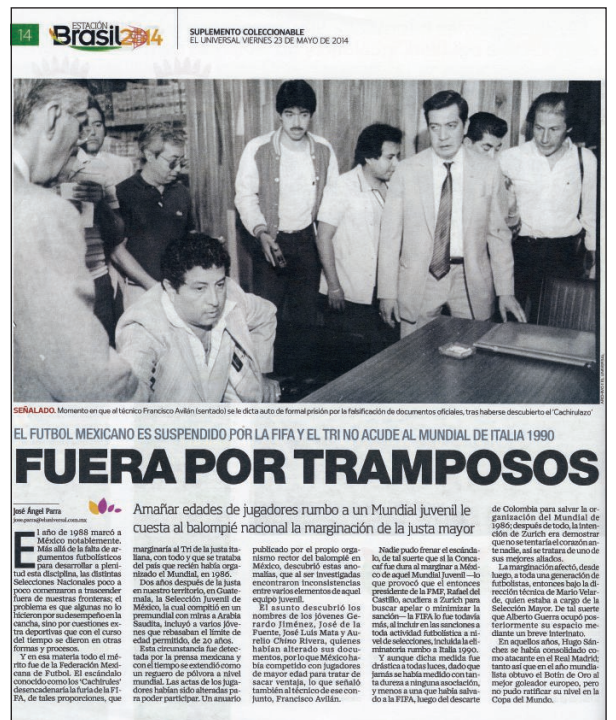 14
ESTACIÓN
Brasil2014
SUPLEMENTO COLECCIONABLE
EL UNIVERSAL VIERNES 23 DE MAYO DE 2014
SEÑALADO. Momento en que al técnico Francisco Avilán (sentado) se le dicta auto de formal prisión por la falsificación de documentos oficiales, tras haberse descubierto el 'Cachirulazo'
EL FUTBOL MEXICANO ES SUSPENDIDO POR LA FIFA Y EL TRI NO ACUDE AL MUNDIAL DE ITALIA 1990
FUERA POR TRAMPOSOS
José Ángel Parra
jose.parra@eluniversal.com.mx
Amañar edades de jugadores rumbo a un Mundial juvenil le
cuesta al balompié nacional la marginación de la justa mayor
El año de 1988 marcó a
México notablemente.
Más allá de la falta de ar-
gumentos futbolísticos
para desarrollar a pleni-
tud esta disciplina, las distintas
Selecciones Nacionales poco a
poco comenzaron a trascender
fuera de nuestras fronteras; el
problema es que algunas no lo
hicieron por su desempeño en la
cancha, sino por cuestiones ex
tra deportivas que con el curso
del tiempo se dieron en otras
formas y procesos.
Y en esa materia todo el mé-
rito fue de la Federación Mexica-
na de Futbol. El escándalo
conocido como los 'Cachirules'
desencadenaría la furia de la FI-
FA, de tales proporciones, que
marginaría al Tri de la justa ita-
liana, con todo y que se trataba
del país que recién había orga-
nizado el Mundial, en 1986.
Dos años después de la justa
en nuestro territorio, en Guate-
mala, la Selección Juvenil de
México, la cual compitió en un
premundial con miras a Arabia
Saudita, incluyó a varios jóve-
nes que rebasaban el límite de
edad permitido, de 20 años.
Esta circunstancia fue detec-
tada por la prensa mexicana y
con el tiempo se extendió como
un reguero de pólvora a nivel
mundial. Las actas de los juga-
dores habían sido alteradas pa-
ra poder participar. Un anuario
publicado por el propio orga-
nismo rector del balompié en
México, descubrió estas ano-
malías, que al ser investigadas
encontraron inconsistencias
entre varios elementos de aquel
equipo juvenil.
El asunto descubrió los
nombres de los jóvenes Ge-
rardo Jiménez, José de la
Fuente, José Luis Mata y Au-
relio Chino Rivera, quienes
habían alterado sus docu-
mentos, por lo que México ha-
bía competido con jugadores
de mayor edad para tratar de
sacar ventaja, lo que señaló
también al técnico de ese con-
junto, Francisco Avilán.
Nadie pudo frenar el escánda-
lo, de tal suerte que si la Conca-
caf fue dura al marginar a Méxi-
co de aquel Mundial Juvenil —lo
que provocó que el entonces
presidente de la FMF, Rafael del
Castillo, acudiera a Zurich para
buscar apelar o minimizar la
sanción— la FIFA lo fue todavía
más, al incluir en las sanciones a
toda actividad futbolística a ni-
vel de selecciones, incluida la eli-
minatoria rumbo a Italia 1990.
Y aunque dicha medida fue
drástica a todas luces, dado que
jamás se había medido con tan-
ta dureza a ninguna asociación,
y menos a una que había salva-
do a la FIFA, luego del descarte
de Colombia para salvar la or-
ganización del Mundial de
1986; después de todo, la inten-
ción de Zurich era demostrar
que no se tentaría el corazón an-
te nadie, así se tratara de uno de
sus mejores aliados.
La marginación afectó, desde
luego, a toda una generación de
futbolistas, entonces bajo la di-
rección técnica de Mario Velar-
de, quien estaba a cargo de la
Selección Mayor. De tal suerte
que Alberto Guerra ocupó pos-
teriormente su espacio me-
diante un breve interinato.
En aquellos años, Hugo Sán-
chez se había consolidado co-
mo atacante en el Real Madrid;
tanto así que en el año mundia-
lista obtuvo el Botín de Oro al
mejor goleador europeo, pero
no pudo ratificar su nivel en la
Copa del Mundo.